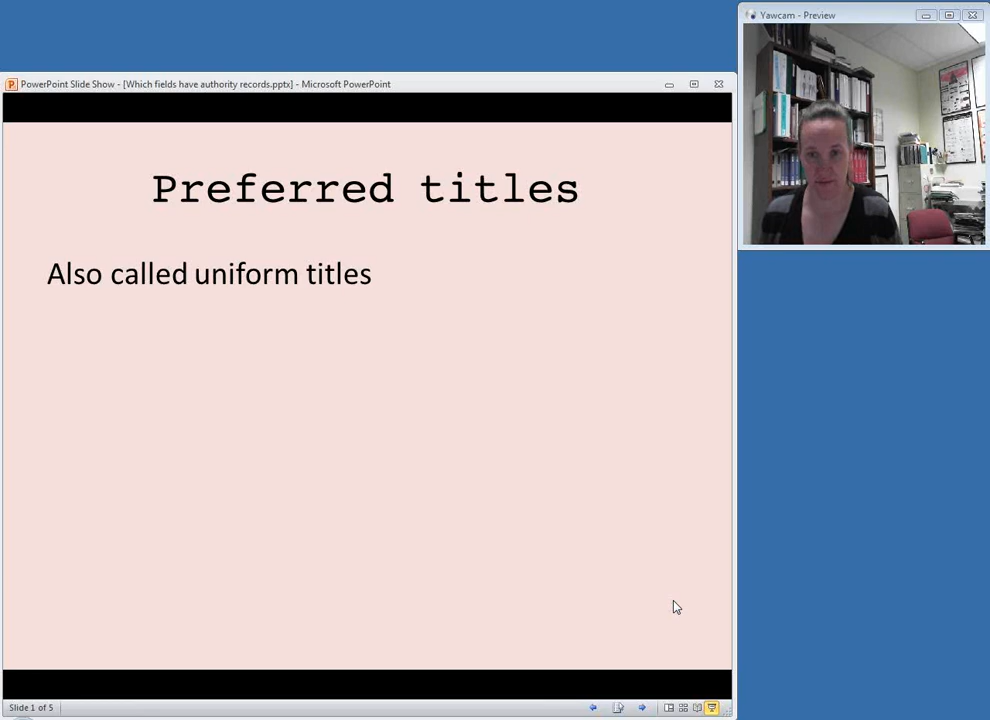 Yawcam - Preview
PowerPoint Slide Show - [Which fields have authority records.pptx] - Microsoft PowerPoint
Preferred titles
Also called uniform titles
Slide 1 of 5